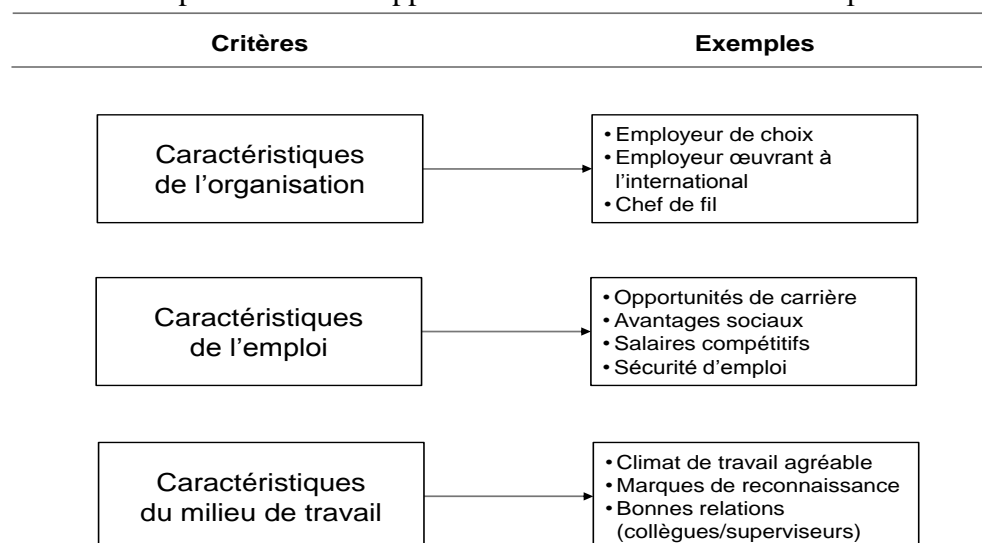 Critères
Exemples
Caractéristiques
de l’organisation
• Employeur de choix
• Employeur œuvrant à
l’international
• Chef de fil
Caractéristiques
de l’emploi
• Opportunités de carrière
• Avantages sociaux
• Salaires compétitifs
• Sécurité d’emploi
Caractéristiques
du milieu de travail
• Climat de travail agréable
• Marques de reconnaissance
• Bonnes relations
(collègues/superviseurs)